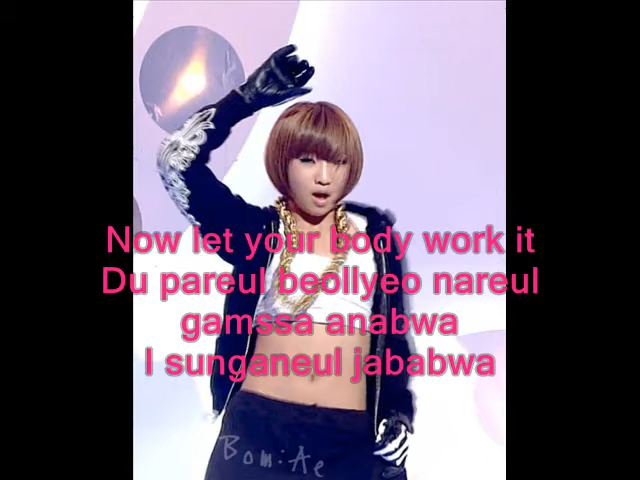 Now let your body work it
Du pareul beollyeo nareul
gamssa anabwa
I sunganeul jababwa
Bom:Ae